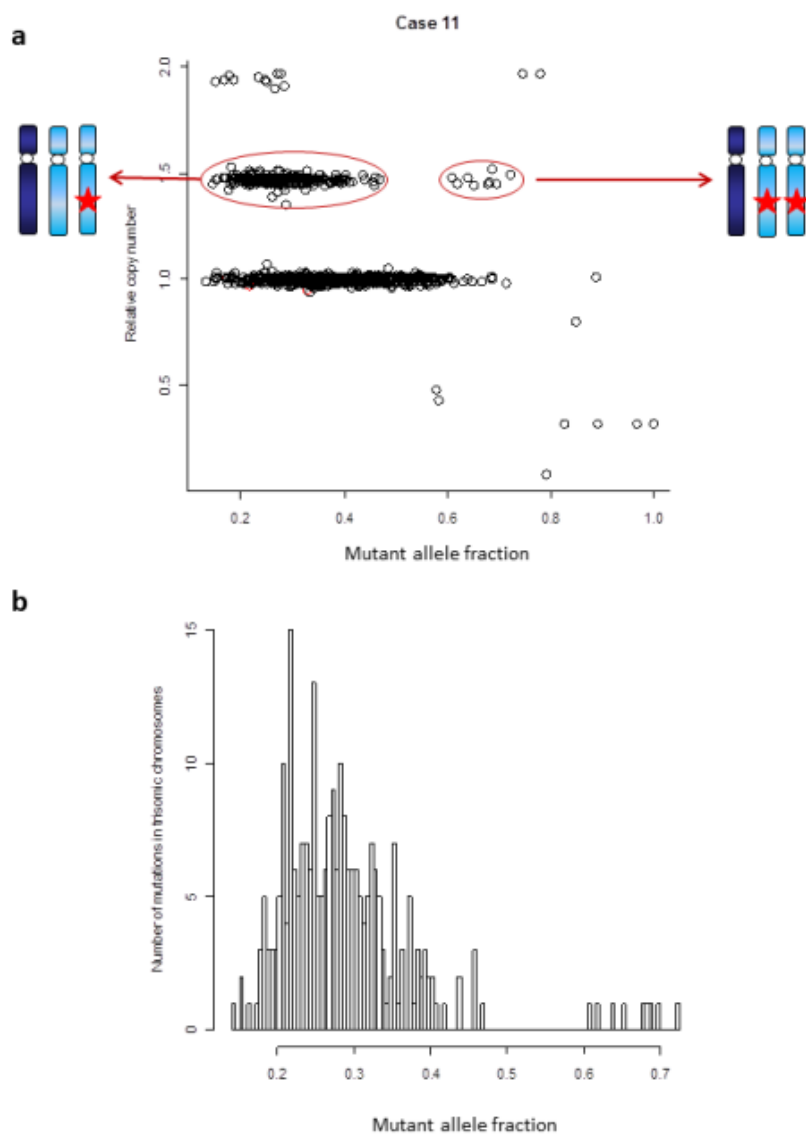 Case 11
a
2.0
1.5
1.0
0.5
Relative copy number
0.2 0.4 0.6 0.8 1.0
Mutant allele fraction
b
15
10
5
0
Number of mutations in trisomic chromosomes
0.2 0.3 0.4 0.5 0.6 0.7
Mutant allele fraction